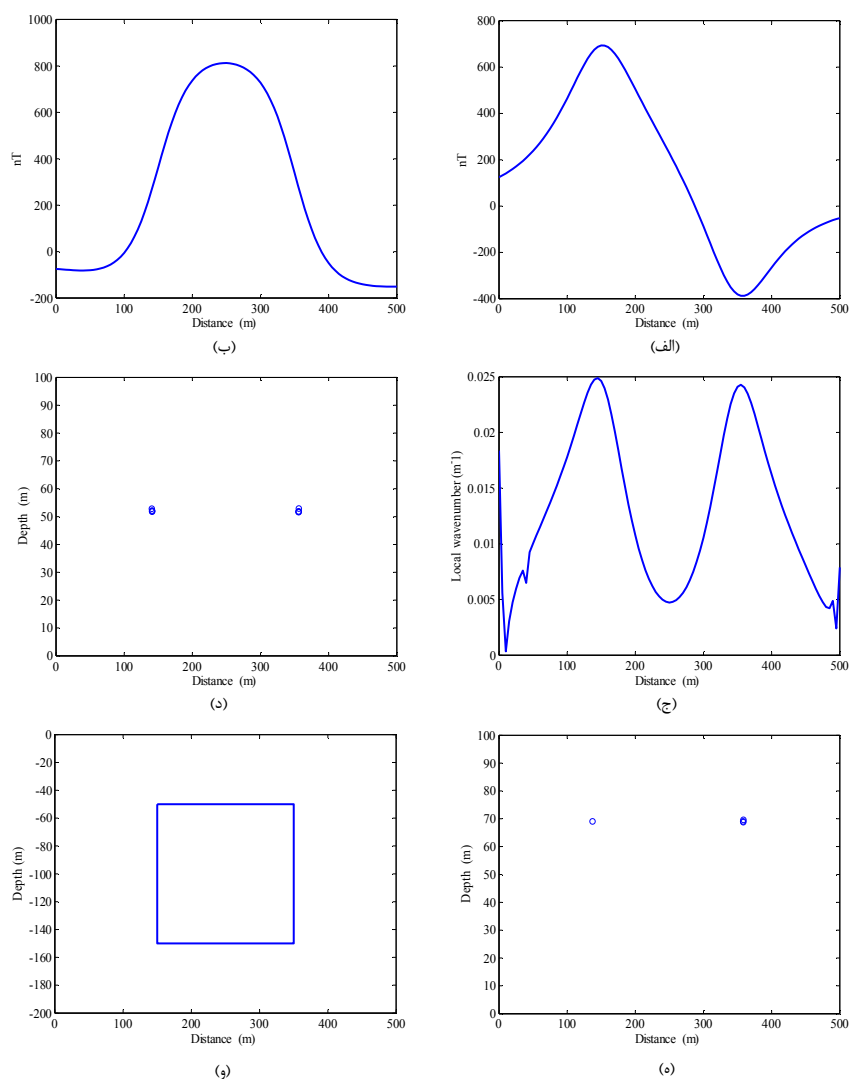 800
600
400
200
0
-200
-400
nT
0 100 200 300 400 500
Distance (m)
(الف)
1000
800
600
400
200
0
-200
nT
0 100 200 300 400 500
Distance (m)
(ب)
0.025
0.02
0.015
0.01
0.005
0
Local wavenumber (m⁻¹)
0 100 200 300 400 500
Distance (m)
(ج)
100
90
80
70
60
50
40
30
20
10
0
Depth (m)
0 100 200 300 400 500
Distance (m)
(د)
100
90
80
70
60
50
40
30
20
10
0
Depth (m)
0 100 200 300 400 500
Distance (m)
(ه)
0
-20
-40
-60
-80
-100
-120
-140
-160
-180
-200
Depth (m)
0 100 200 300 400 500
Distance (m)
(و)